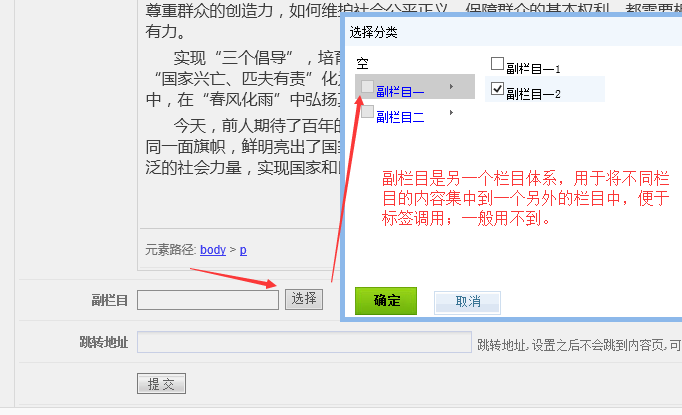 尊重群众的创造力，如何维护社会公平正义、保障群众的基本权利，都需要
有力。
实现“三个倡导”，培育
“国家兴亡、匹夫有责”化
中，在“春风化雨”中弘扬
今天，前人期待了百年的
同一面旗帜，鲜明亮出了国
泛的社会力量，实现国家和
元素路径: body > p
副栏目
选择
跳转地址
跳转地址,设置之后不会跳到内容页,可
提交
选择分类
空
副栏目一
副栏目二
副栏目一1
副栏目一2
副栏目是另一个栏目体系，用于将不同栏
目的内容集中到一个另外的栏目中，便于
标签调用；一般用不到。
确定
取消